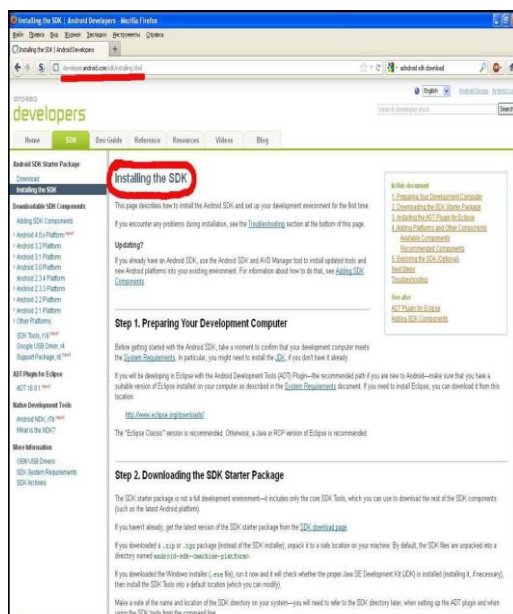 Installing the SDK | Android Developers - Mozilla Firefox
Файл Правка Вид Журнал Закладки Инструменты Справка
Installing the SDK | Android Developers
developer.android.com/sdk/installing.html
android sdk download
English
Android.com
developers
Search developer docs
Search
Home SDK Dev Guide Reference Resources Videos Blog
Android SDK Starter Package
Download
Installing the SDK
Downloadable SDK Components
Adding SDK Components
Android 4.0.x Platform new!
Android 3.2 Platform
Android 3.1 Platform
Android 3.0 Platform
Android 2.3.4 Platform
Android 2.3.3 Platform
Android 2.2 Platform
Android 2.1 Platform
Other Platforms
SDK Tools, r16 new!
Google USB Driver, r4
Support Package, r6 new!
ADT Plugin for Eclipse
ADT 16.0.1 new!
Native Development Tools
Android NDK, r7b new!
What is the NDK?
More Information
OEM USB Drivers
SDK System Requirements
SDK Archives
Installing the SDK
This page describes how to install the Android SDK and set up your development environment for the first time.
If you encounter any problems during installation, see the Troubleshooting section at the bottom of this page.
Updating?
If you already have an Android SDK, use the Android SDK and AVD Manager tool to install updated tools and
new Android platforms into your existing environment. For information about how to do that, see Adding SDK
Components
In this document
1. Preparing Your Development Computer
2. Downloading the SDK Starter Package
3. Installing the ADT Plugin for Eclipse
4. Adding Platforms and Other Components
Available Components
Recommended Components
5. Exploring the SDK (Optional)
Next Steps
Troubleshooting
See also
ADT Plugin for Eclipse
Adding SDK Components
Step 1. Preparing Your Development Computer
Before getting started with the Android SDK, take a moment to confirm that your development computer meets
the System Requirements. In particular, you might need to install the JDK, if you don't have it already.
If you will be developing in Eclipse with the Android Development Tools (ADT) Plugin—the recommended path if you are new to Android—make sure that you have a
suitable version of Eclipse installed on your computer as described in the System Requirements document. If you need to install Eclipse, you can download it from this
location:
http://www.eclipse.org/downloads/
The "Eclipse Classic" version is recommended. Otherwise, a Java or RCP version of Eclipse is recommended.
Step 2. Downloading the SDK Starter Package
The SDK starter package is not a full development environment—it includes only the core SDK Tools, which you can use to download the rest of the SDK components
(such as the latest Android platform).
If you haven't already, get the latest version of the SDK starter package from the SDK download page.
If you downloaded a .zip or .tgz package (instead of the SDK installer), unpack it to a safe location on your machine. By default, the SDK files are unpacked into a
directory named android-sdk-<machine-platform>.
If you downloaded the Windows installer (.exe file), run it now and it will check whether the proper Java SE Development Kit (JDK) is installed (installing it, if necessary),
then install the SDK Tools into a default location (which you can modify).
Make a note of the name and location of the SDK directory on your system—you will need to refer to the SDK directory later, when setting up the ADT plugin and when
using the SDK tools from the command line.